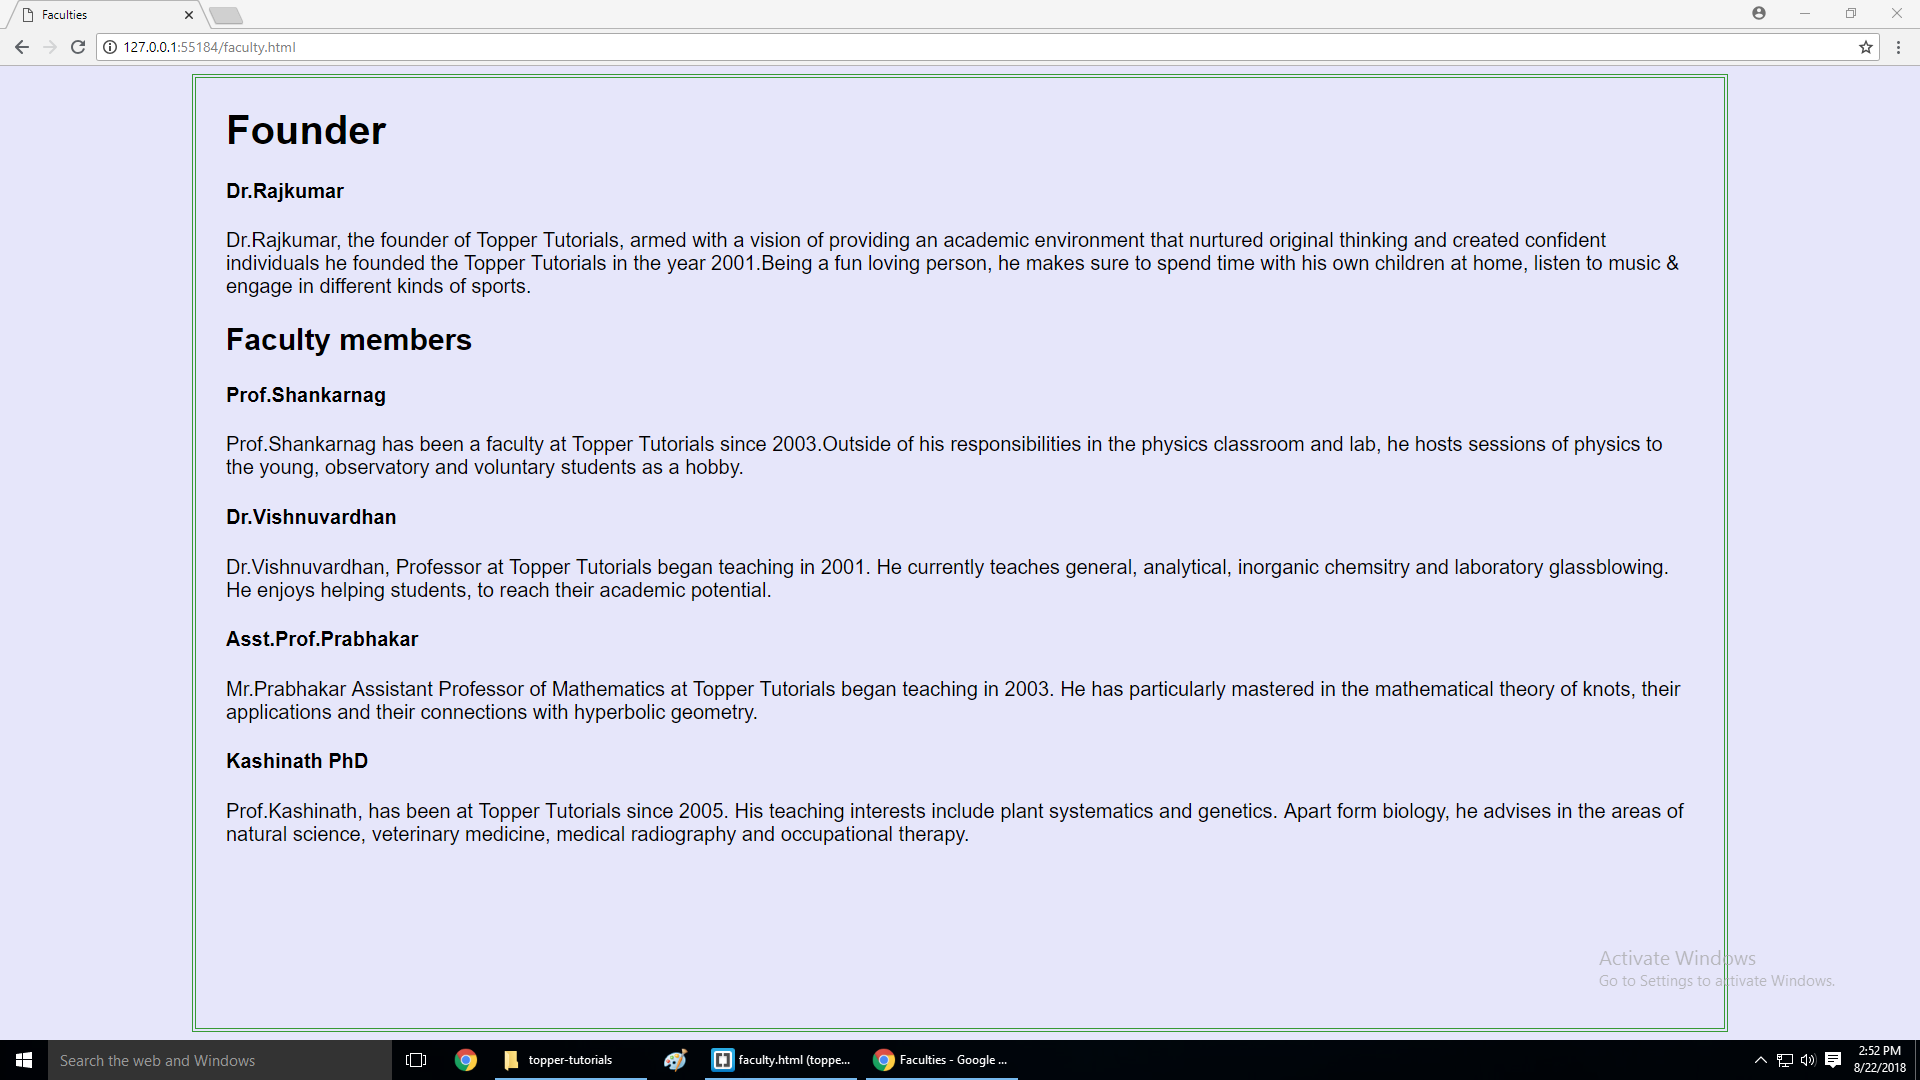 Faculties
127.0.0.1:55184/faculty.html
Founder
Dr.Rajkumar
Dr.Rajkumar, the founder of Topper Tutorials, armed with a vision of providing an academic environment that nurtured original thinking and created confident
individuals he founded the Topper Tutorials in the year 2001.Being a fun loving person, he makes sure to spend time with his own children at home, listen to music &
engage in different kinds of sports.
Faculty members
Prof.Shankarnag
Prof.Shankarnag has been a faculty at Topper Tutorials since 2003.Outside of his responsibilities in the physics classroom and lab, he hosts sessions of physics to
the young, observatory and voluntary students as a hobby.
Dr.Vishnuvardhan
Dr.Vishnuvardhan, Professor at Topper Tutorials began teaching in 2001. He currently teaches general, analytical, inorganic chemsitry and laboratory glassblowing.
He enjoys helping students, to reach their academic potential.
Asst.Prof.Prabhakar
Mr.Prabhakar Assistant Professor of Mathematics at Topper Tutorials began teaching in 2003. He has particularly mastered in the mathematical theory of knots, their
applications and their connections with hyperbolic geometry.
Kashinath PhD
Prof.Kashinath, has been at Topper Tutorials since 2005. His teaching interests include plant systematics and genetics. Apart form biology, he advises in the areas of
natural science, veterinary medicine, medical radiography and occupational therapy.
Activate Windows
Go to Settings to activate Windows.
Search the web and Windows
topper-tutorials
faculty.html (toppe...
Faculties - Google ...
2:52 PM
8/22/2018